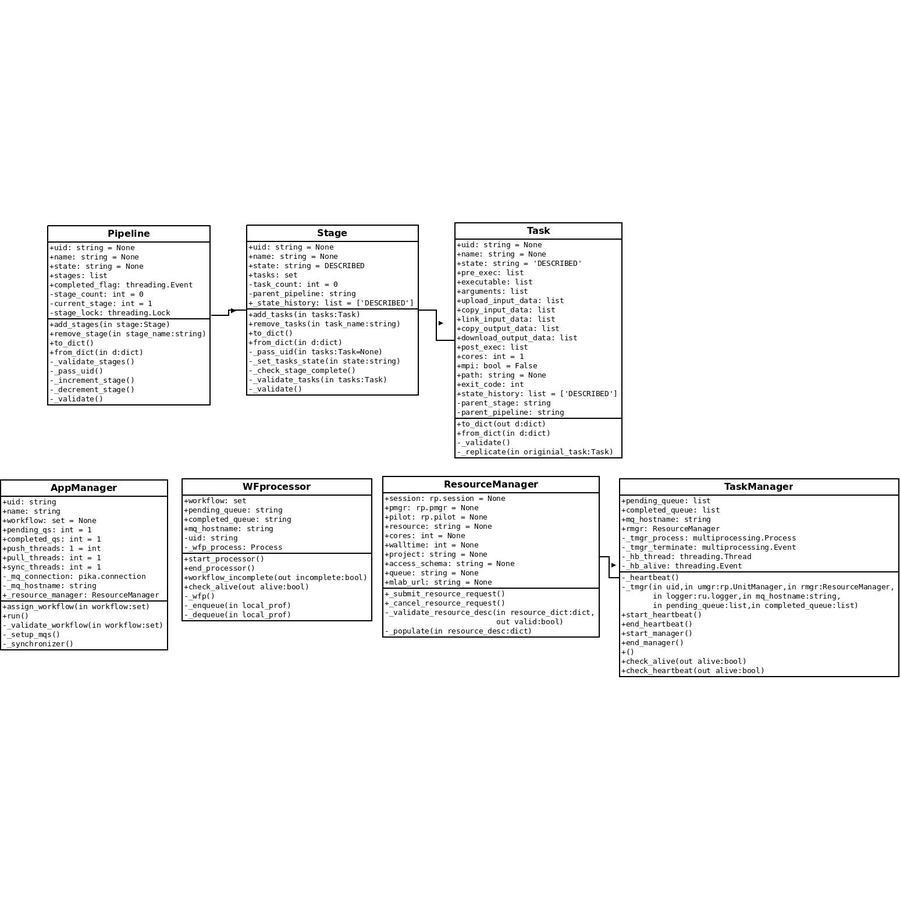 Pipeline
+uid: string = None
+name: string = None
+state: string = None
+stages: list
+completed_flag: threading.Event
-stage_count: int = 0
current_stage: int = 1
-stage_lock: threading.Lock
+add_stages(in stage:Stage)
+remove_stage(in stage_name:string)
+to_dict()
+from_dict(in d:dict)
-_validate_stages()
-_pass_uid()
-_increment_stage()
-_decrement_stage()
-_validate()
Stage
+uid: string = None
+name: string = None
+state: string = DESCRIBED
-tasks: set
-task_count: int = 0
-parent_pipeline: string
+_state_history: list = ['DESCRIBED']
+add_tasks(in tasks:Task)
+remove_tasks(in task_name:string)
+to_dict()
+from_dict(in d:dict)
-_pass_uid(in tasks:Task=None)
-_set_tasks_state(in state:string)
-_check_stage_complete()
-_validate_tasks(in tasks:Task)
-_validate()
Task
+uid: string = None
+name: string = None
+state: string = 'DESCRIBED'
+pre_exec: list
+executable: list
+arguments: list
+upload_input_data: list
+copy_input_data: list
+link_input_data: list
+copy_output_data: list
+download_output_data: list
+post_exec: list
+cores: int = 1
+mpi: bool = False
+path: string = None
+exit_code: int
+state_history: list = ['DESCRIBED']
-parent_stage: string
-parent_pipeline: string
+to_dict(out d:dict)
+from_dict(in d:dict)
-_validate()
-_replicate(in originial_task:Task)
AppManager
+uid: string
+name: string
+workflow: set = None
+pending_qs: int = 1
+completed_qs: int = 1
+push_threads: 1 = int
+pull_threads: int = 1
+sync_threads: int = 1
-_mq_connection: pika.connection
-_mq_hostname: string
+_resource_manager: ResourceManager
+assign_workflow(in workflow:set)
+run()
-_validate_workflow(in workflow:set)
-_setup_mqs()
-_synchronizer()
WFprocessor
+workflow: set
+pending_queue: string
+completed_queue: string
+mq_hostname: string
-uid: string
-_wfp_process: Process
+start_processor()
+end_processor()
+workflow_incomplete(out incomplete:bool)
+check_alive(out alive:bool)
-_wfp()
-_enqueue(in local_prof)
-_dequeue(in local_prof)
ResourceManager
+session: rp.session = None
+pmgr: rp.pmgr = None
+pilot: rp.pilot = None
+resource: string = None
+cores: int = None
+walltime: int = None
+project: string = None
+access_schema: string = None
+queue: string = None
+mlab_url: string = None
+_submit_resource_request()
+_cancel_resource_request()
-_validate_resource_desc(in resource_dict:dict,
out valid:bool)
-_populate(in resource_desc:dict)
TaskManager
+pending_queue: list
+completed_queue: list
+mq_hostname: string
+rmgr: ResourceManager
-_tmgr_process: multiprocessing.Process
-_tmgr_terminate: multiprocessing.Event
-_hb_thread: threading.Thread
-_hb_alive: threading.Event
-_heartbeat()
-_tmgr(in uid,in umgr:rp.UnitManager,in rmgr:ResourceManager,
in logger:ru.logger,in mq_hostname:string,
in pending_queue:list,in completed_queue:list)
+start_heartbeat()
+end_heartbeat()
+start_manager()
+end_manager()
+()
+check_alive(out alive:bool)
+check_heartbeat(out alive:bool)